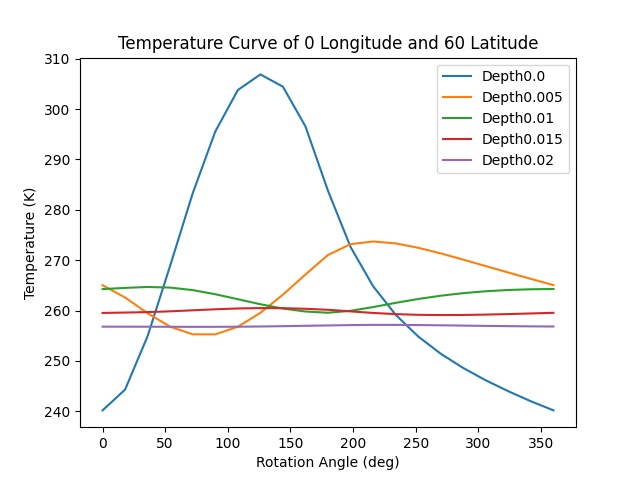 Temperature Curve of 0 Longitude and 60 Latitude
310
300
290
280
270
260
250
240
Temperature (K)
Depth0.0
Depth0.005
Depth0.01
Depth0.015
Depth0.02
0 50 100 150 200 250 300 350
Rotation Angle (deg)